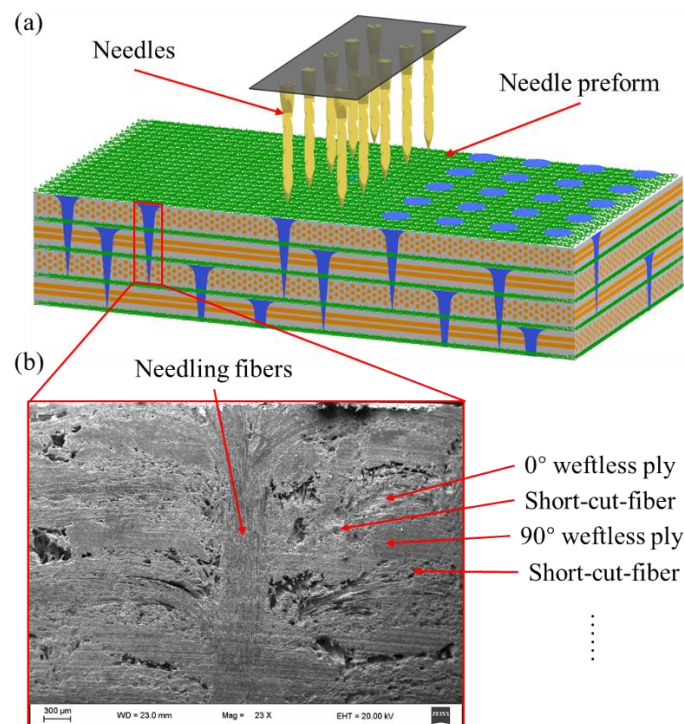 (a)
Needles
Needle preform
(b)
Needling fibers
0° weftless ply
Short-cut-fiber
90° weftless ply
Short-cut-fiber
300 μm
WD = 23.0 mm
Mag = 23 X
EHT = 20.00 kV
ZEISS